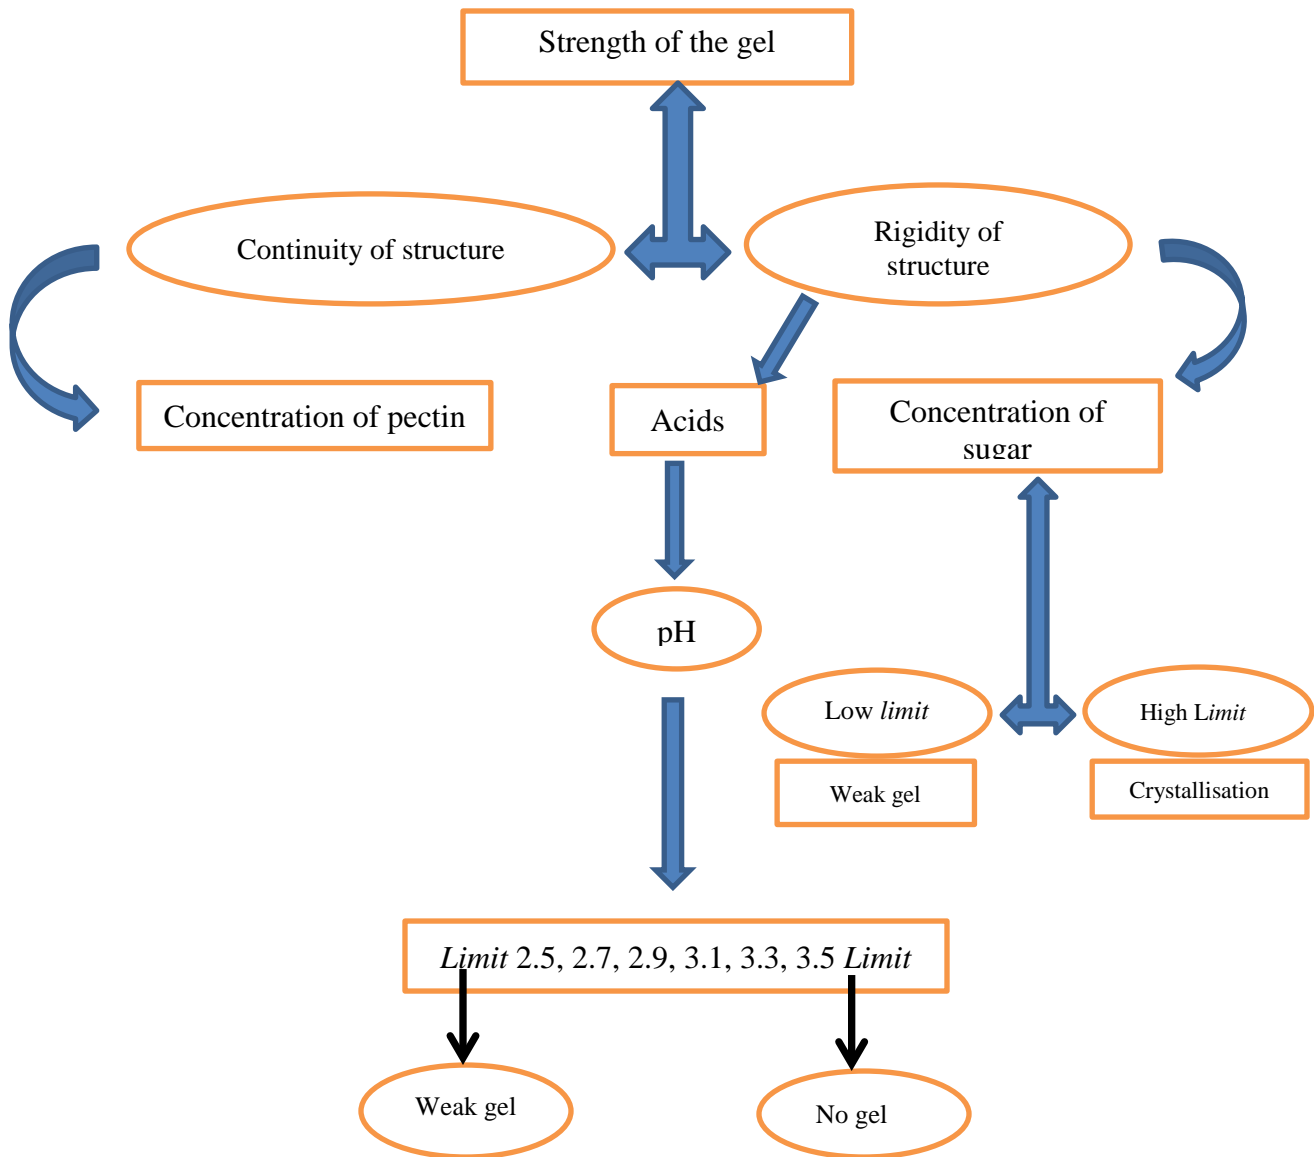 Strength of the gel
Continuity of structure
Rigidity of
structure
Concentration of pectin
Acids
Concentration of
sugar
pH
Low limit
High Limit
Weak gel
Crystallisation
Limit 2.5, 2.7, 2.9, 3.1, 3.3, 3.5 Limit
Weak gel
No gel